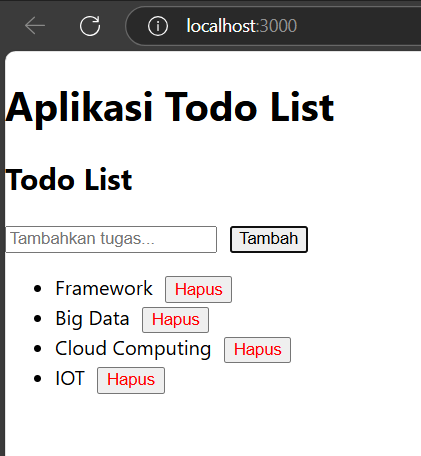 localhost:3000
Aplikasi Todo List
Todo List
Tambahkan tugas... Tambah
Framework Hapus
Big Data Hapus
Cloud Computing Hapus
IOT Hapus